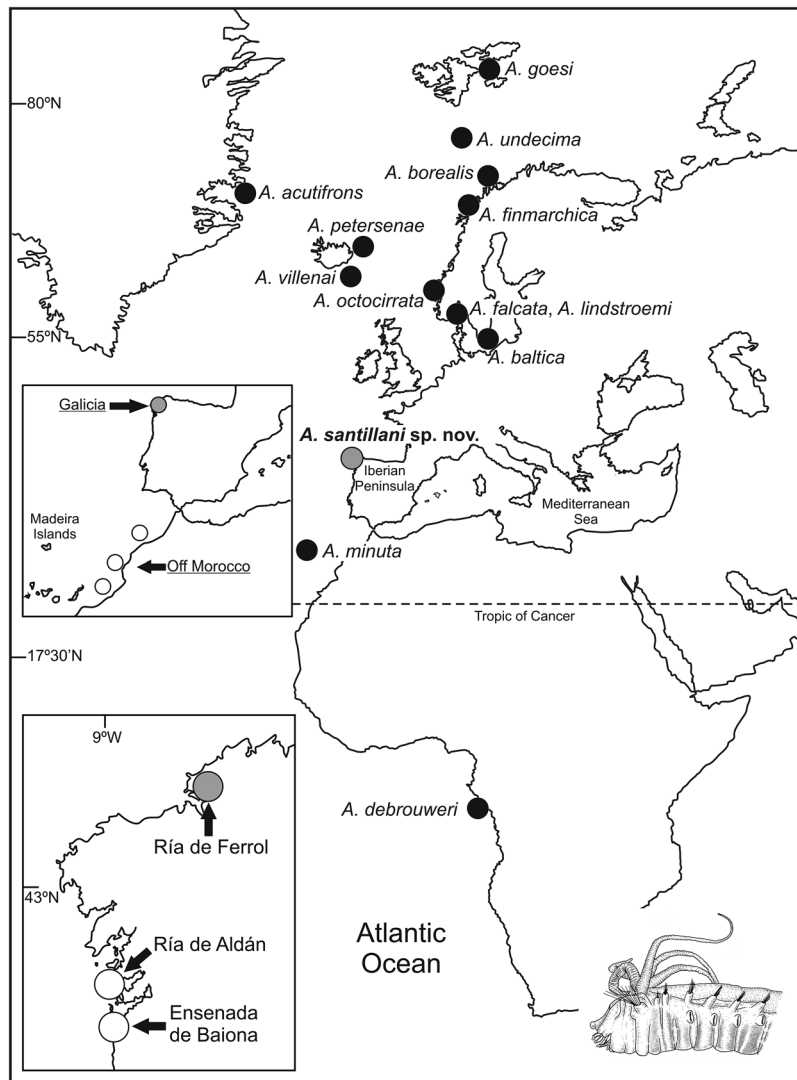 80ºN
A. goesi
A. undecima
A. borealis
A. acutifrons
A. finmarchica
A. petersenae
A. villenai
A. octocirrata
A. falcata, A. lindstroemi
55ºN
A. baltica
Galicia
A. santillani sp. nov.
Iberian
Peninsula
Mediterranean
Sea
Madeira
Islands
Off Morocco
A. minuta
Tropic of Cancer
17º30’N
9ºW
Ría de Ferrol
A. debrouweri
43ºN
Ría de Aldán
Ensenada
de Baiona
Atlantic
Ocean